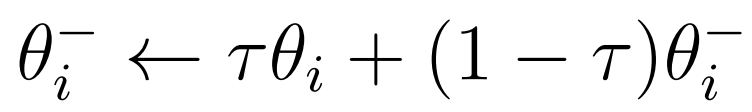 θ_i^- ← τθ_i + (1 − τ)θ_i^-